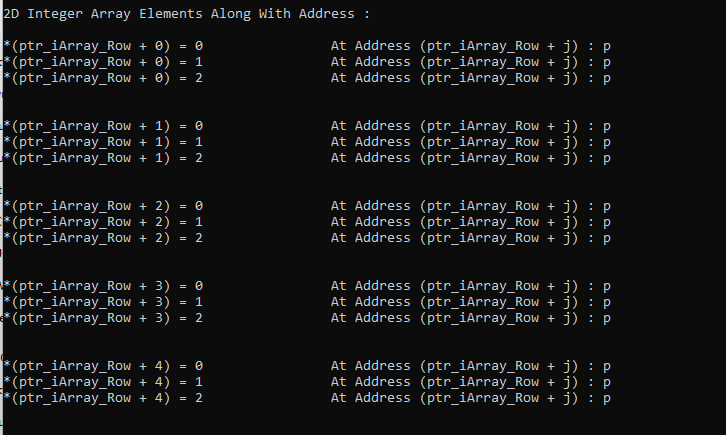 2D Integer Array Elements Along With Address :
*(ptr_iArray_Row + 0) = 0 At Address (ptr_iArray_Row + j) : p
*(ptr_iArray_Row + 0) = 1 At Address (ptr_iArray_Row + j) : p
*(ptr_iArray_Row + 0) = 2 At Address (ptr_iArray_Row + j) : p
*(ptr_iArray_Row + 1) = 0 At Address (ptr_iArray_Row + j) : p
*(ptr_iArray_Row + 1) = 1 At Address (ptr_iArray_Row + j) : p
*(ptr_iArray_Row + 1) = 2 At Address (ptr_iArray_Row + j) : p
*(ptr_iArray_Row + 2) = 0 At Address (ptr_iArray_Row + j) : p
*(ptr_iArray_Row + 2) = 1 At Address (ptr_iArray_Row + j) : p
*(ptr_iArray_Row + 2) = 2 At Address (ptr_iArray_Row + j) : p
*(ptr_iArray_Row + 3) = 0 At Address (ptr_iArray_Row + j) : p
*(ptr_iArray_Row + 3) = 1 At Address (ptr_iArray_Row + j) : p
*(ptr_iArray_Row + 3) = 2 At Address (ptr_iArray_Row + j) : p
*(ptr_iArray_Row + 4) = 0 At Address (ptr_iArray_Row + j) : p
*(ptr_iArray_Row + 4) = 1 At Address (ptr_iArray_Row + j) : p
*(ptr_iArray_Row + 4) = 2 At Address (ptr_iArray_Row + j) : p